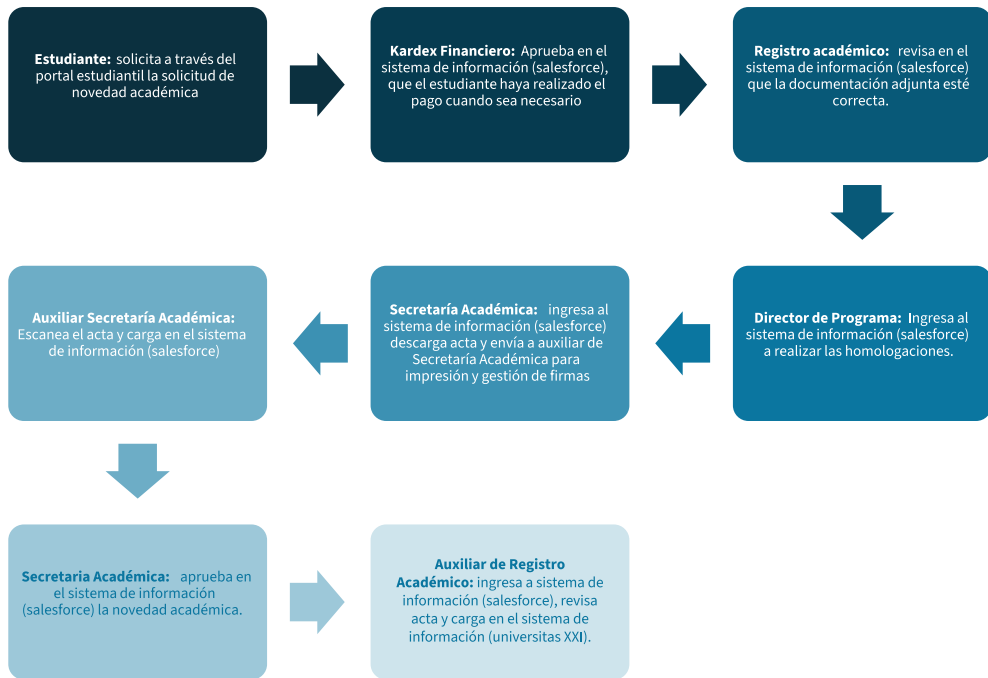 Estudiante: solicita a través del
portal estudiantil la solicitud de
novedad académica
Kardex Financiero: Aprueba en el
sistema de información (salesforce),
que el estudiante haya realizado el
pago cuando sea necesario
Registro académico: revisa en el
sistema de información (salesforce)
que la documentación adjunta esté
correcta.
Director de Programa: Ingresa al
sistema de información (salesforce)
a realizar las homologaciones.
Secretaría Académica: ingresa al
sistema de información (salesforce)
descarga acta y envía a auxiliar de
Secretaría Académica para
impresión y gestión de firmas
Auxiliar Secretaría Académica:
Escanea el acta y carga en el sistema
de información (salesforce)
Secretaria Académica: aprueba en
el sistema de información
(salesforce) la novedad académica.
Auxiliar de Registro
Académico: ingresa a sistema de
información (salesforce), revisa
acta y carga en el sistema de
información (universitas XXI).